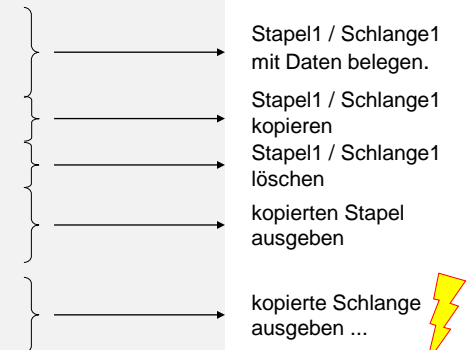 Stapel1 / Schlange1
mit Daten belegen.
Stapel1 / Schlange1
kopieren
Stapel1 / Schlange1
löschen
kopierten Stapel
ausgeben
kopierte Schlange
ausgeben ...